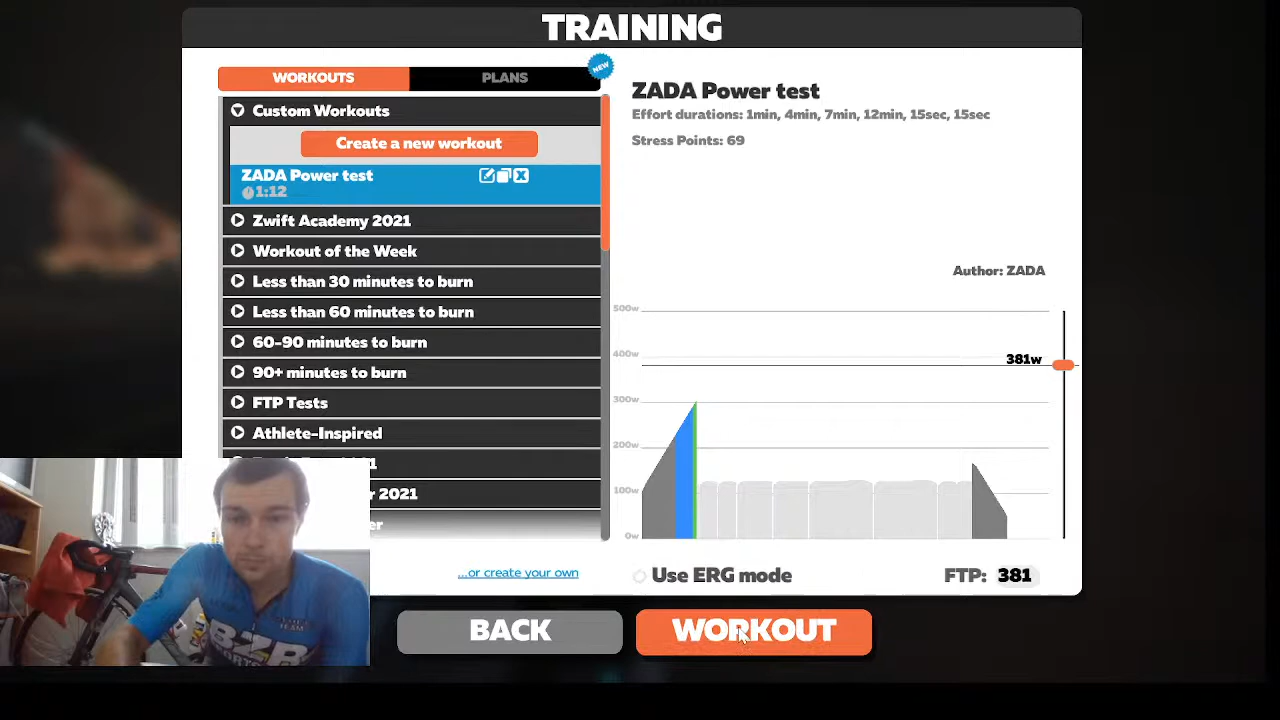 TRAINING
WORKOUTS
PLANS
NEW
Custom Workouts
Create a new workout
ZADA Power test
1:12
Zwift Academy 2021
Workout of the Week
Less than 30 minutes to burn
Less than 60 minutes to burn
60-90 minutes to burn
90+ minutes to burn
FTP Tests
Athlete-Inspired
2021
...or create your own
ZADA Power test
Effort durations: 1min, 4min, 7min, 12min, 15sec, 15sec
Stress Points: 69
Author: ZADA
500w
400w
381w
300w
200w
100w
0w
Use ERG mode
FTP: 381
BACK
WORKOUT
BZR